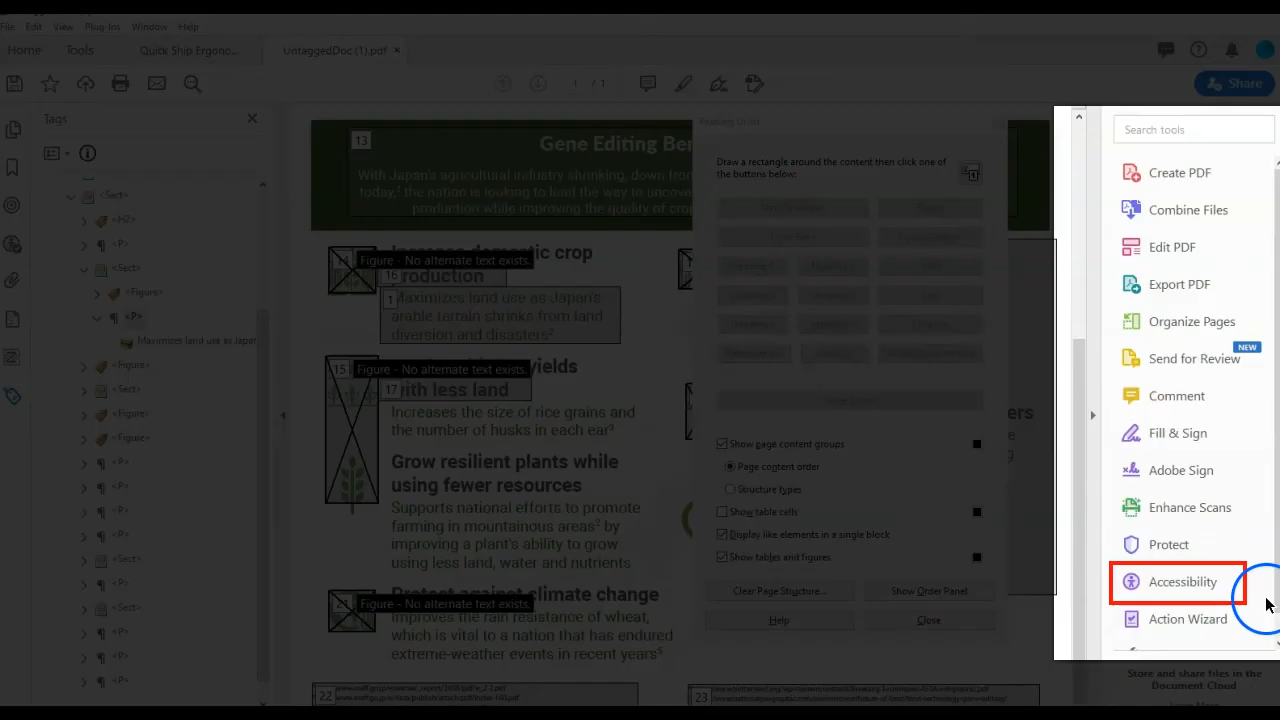 File Edit View Plug-Ins Window Help
Home Tools Quick Ship Ergono... UntaggedDoc (1).pdf ×
1 / 1
Share
Tags
<Sect>
<H2>
<P>
<Sect>
<Figure>
<P>
Maximizes land use as Japar
<Figure>
<Sect>
<Figure>
<Figure>
<P>
<P>
<P>
<P>
<Sect>
<P>
<Sect>
<P>
<P>
<P>
13
Gene Editing Ber
With Japan's agricultural industry shrinking, down from
today,² the nation is looking to lead the way to uncove
production while improving the quality of crop
Increase domestic crop
Figure - No alternate text exists.
16
production
1
Maximizes land use as Japan's
arable terrain shrinks from land
diversion and disasters²
15
Figure - No alternate text exists.
yields
17
with less land
Increases the size of rice grains and
the number of husks in each ear³
Grow resilient plants while
using fewer resources
Supports national efforts to promote
farming in mountainous areas² by
improving a plant's ability to grow
using less land, water and nutrients
Protect against climate change
21
Figure - No alternate text exists.
Improves the rain resistance of wheat,
which is vital to a nation that has endured
extreme-weather events in recent years⁵
22
23
ers
Reading Order
Draw a rectangle around the content then click one of
the buttons below:
Show page content groups
Page content order
Structure types
Show table cells
Display like elements in a single block
Show tables and figures
Clear Page Structure...
Show Order Panel
Help
Close
Search tools
Create PDF
Combine Files
Edit PDF
Export PDF
Organize Pages
NEW
Send for Review
Comment
Fill & Sign
Adobe Sign
Enhance Scans
Protect
Accessibility
Action Wizard
Store and share files in the
Document Cloud